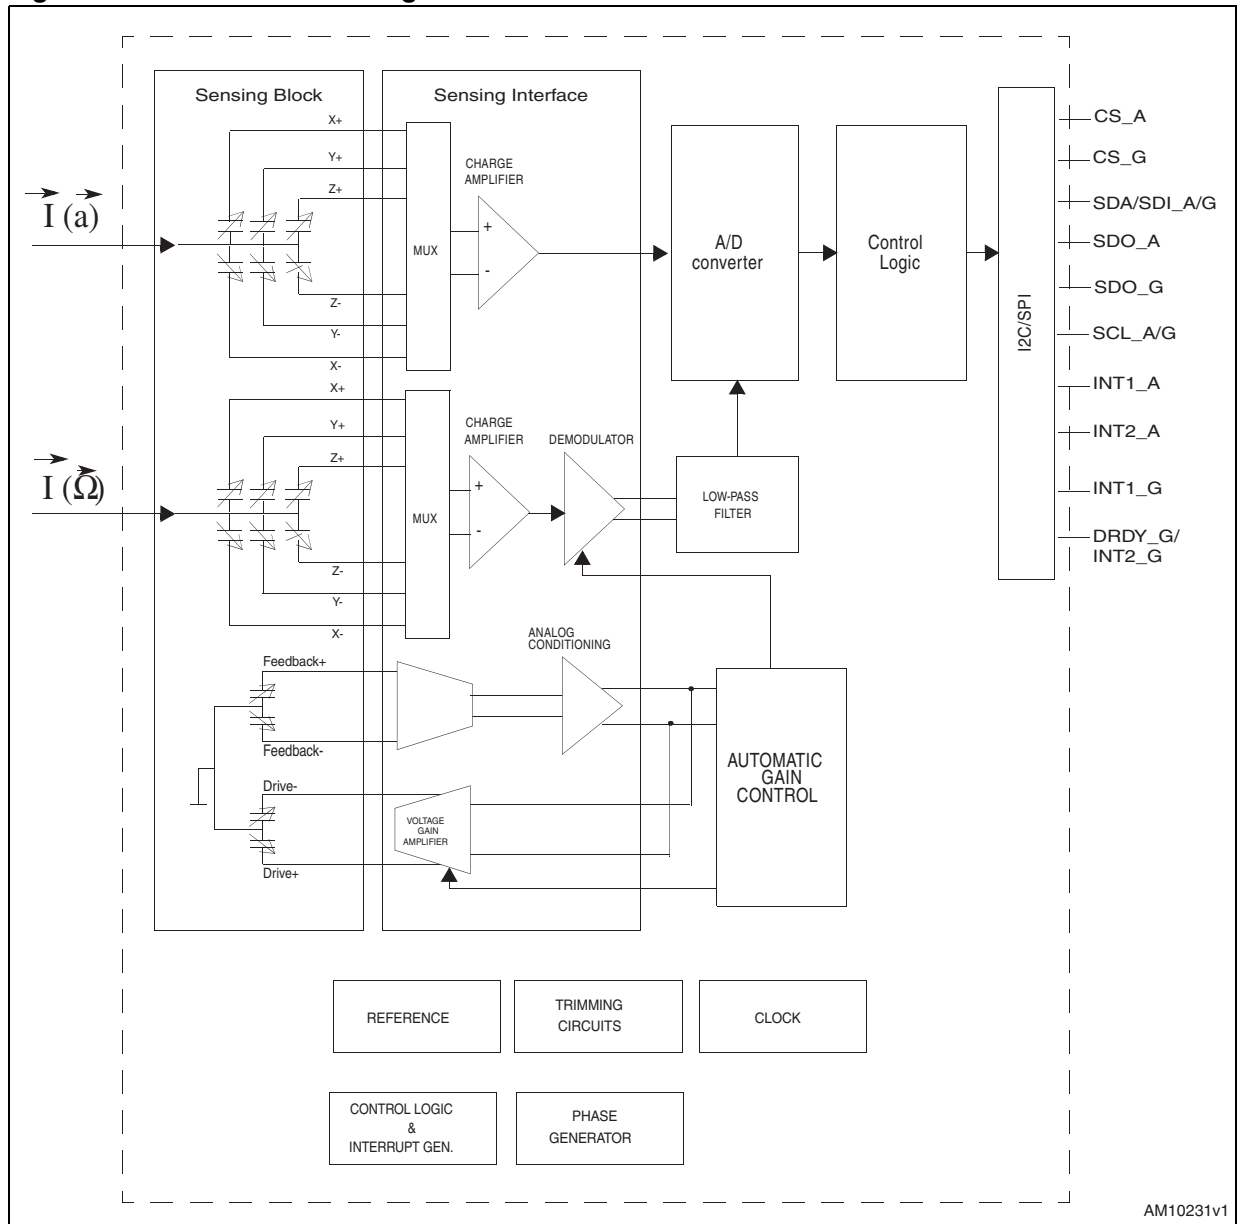 Sensing Block
Sensing Interface
X+
Y+
Z+
CHARGE
AMPLIFIER
I (a)
MUX
+
-
A/D
converter
Control
Logic
I2C/SPI
CS_A
CS_G
SDA/SDI_A/G
SDO_A
SDO_G
SCL_A/G
INT1_A
INT2_A
INT1_G
DRDY_G/
INT2_G
Z-
Y-
X-
X+
Y+
Z+
CHARGE
AMPLIFIER
DEMODULATOR
I (Ω)
MUX
+
-
LOW-PASS
FILTER
Z-
Y-
X-
ANALOG
CONDITIONING
Feedback+
Feedback-
Drive-
VOLTAGE
GAIN
AMPLIFIER
Drive+
AUTOMATIC
GAIN
CONTROL
REFERENCE
TRIMMING
CIRCUITS
CLOCK
CONTROL LOGIC
&
INTERRUPT GEN.
PHASE
GENERATOR
AM10231v1